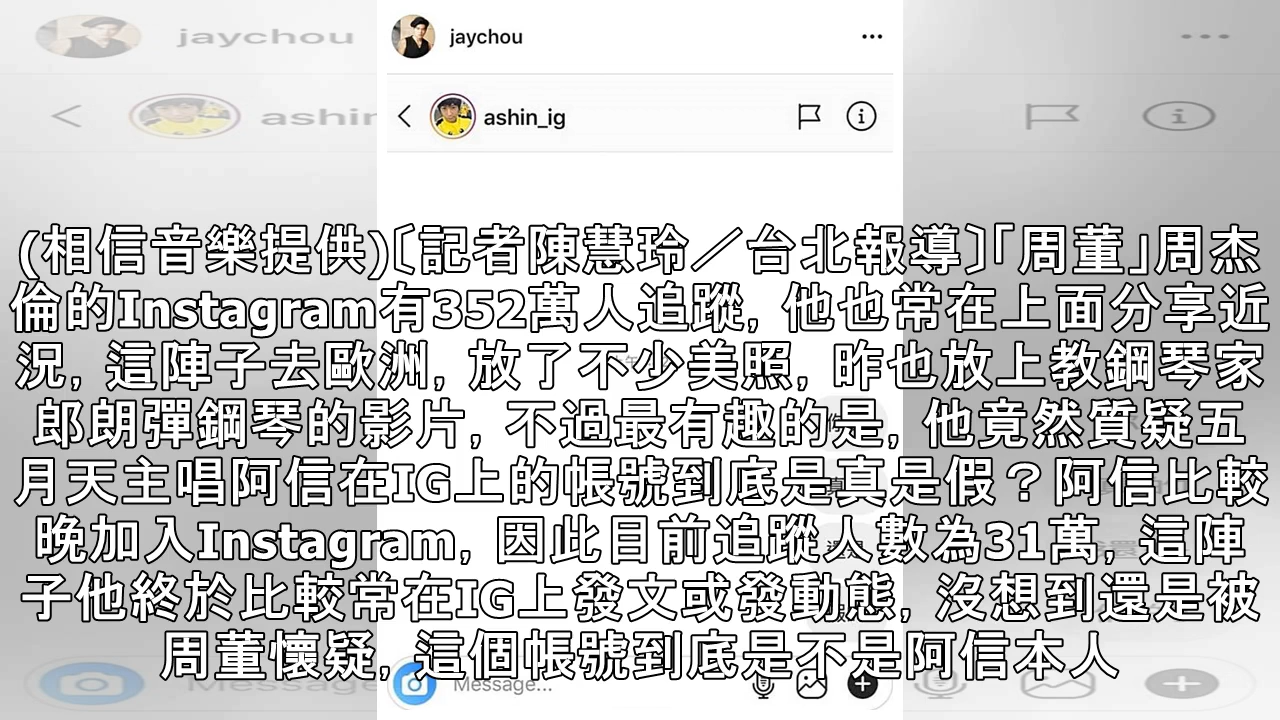 jaychou
jaychou
ashin_ig
ashin
(相信音樂提供)〔記者陳慧玲／台北報導〕「周董」周杰
倫的Instagram有352萬人追蹤, 他也常在上面分享近
況, 這陣子去歐洲, 放了不少美照, 昨也放上教鋼琴家
郎朗彈鋼琴的影片, 不過最有趣的是, 他竟然質疑五
月天主唱阿信在IG上的帳號到底是真是假？阿信比較
晚加入Instagram, 因此目前追蹤人數為31萬, 這陣
子他終於比較常在IG上發文或發動態, 沒想到還是被
周董懷疑, 這個帳號到底是不是阿信本人
Message...
Message